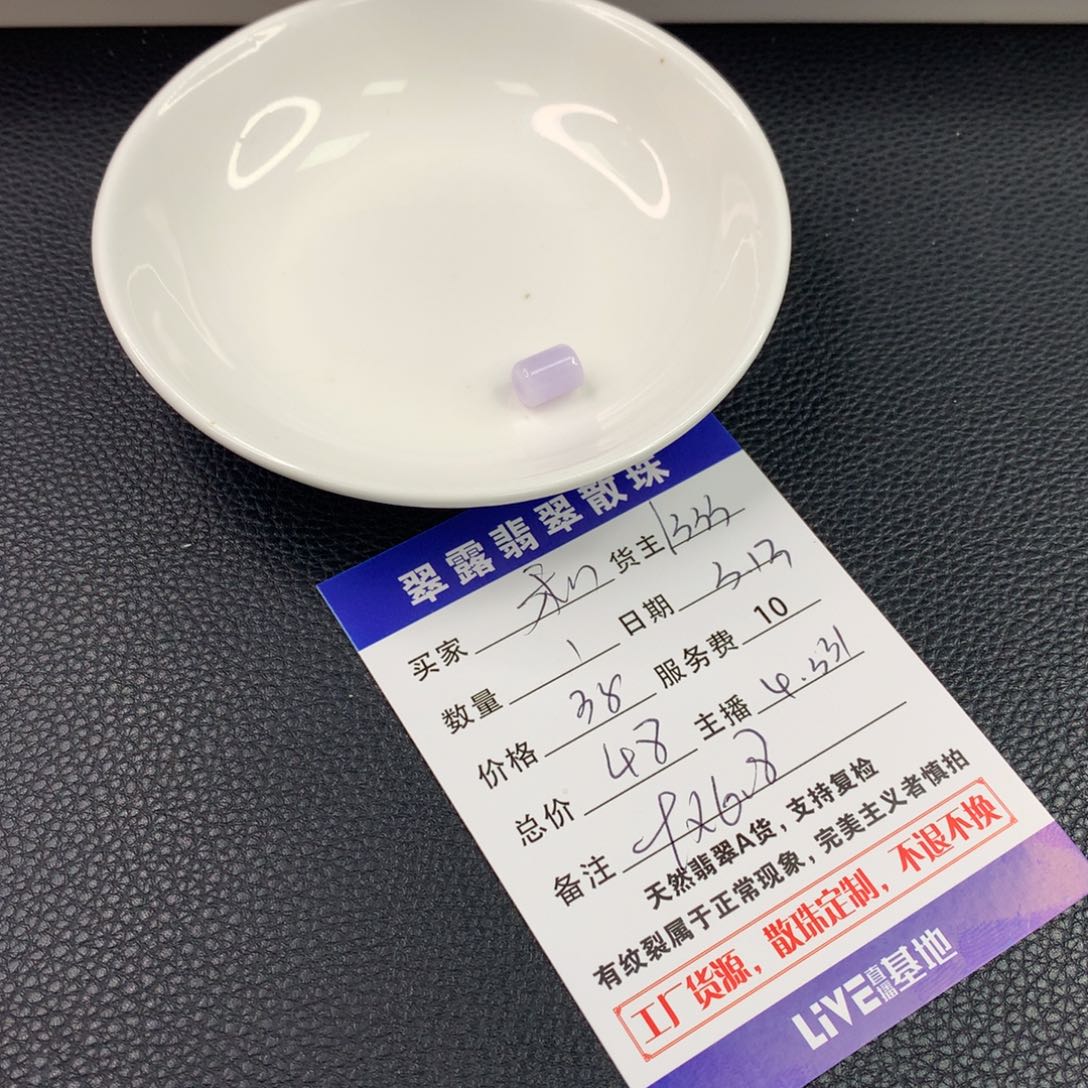 翠露翡翠散珠
买家 货主
数量 1 日期
价格 38 服务费 10
总价 48 主播
备注
天然翡翠A货，支持复检
有纹裂属于正常现象，完美主义者慎拍
工厂货源，散珠定制，不退不换
LiVE直播基地